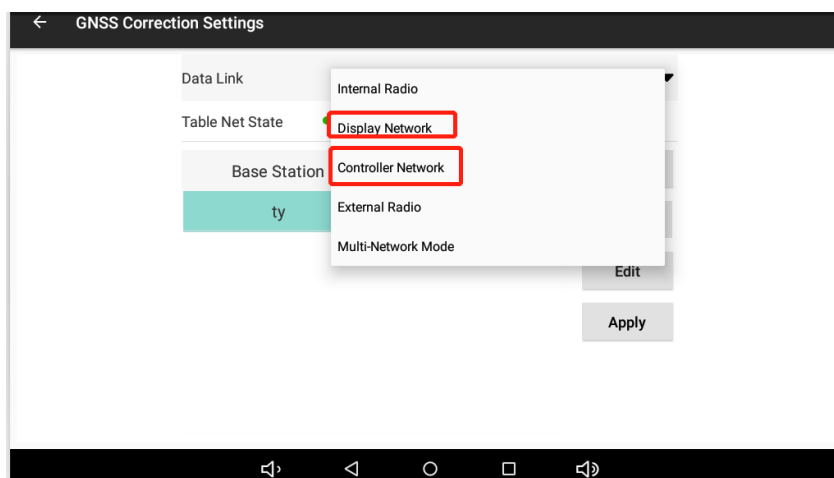 GNSS Correction Settings
Data Link
Internal Radio
Table Net State
Display Network
Base Station
Controller Network
ty
External Radio
Multi-Network Mode
Edit
Apply